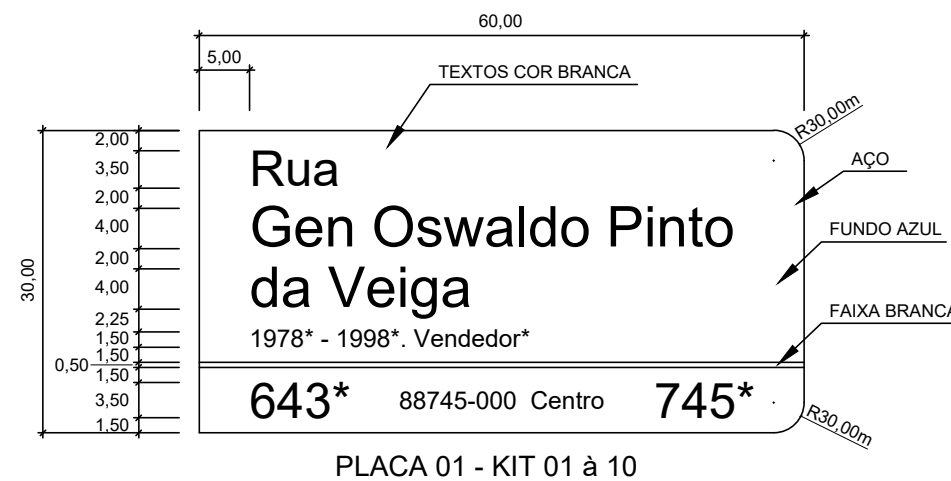 60,00
5,00
TEXTOS COR BRANCA
R30,00m
2,00
3,50
2,00
4,00
2,00
4,00
2,25
1,50
1,50
0,50
1,50
3,50
1,50
30,00
Rua
Gen Oswaldo Pinto
da Veiga
1978* - 1998*. Vendedor*
643* 88745-000 Centro 745*
AÇO
FUNDO AZUL
FAIXA BRANCA
R30,00m
PLACA 01 - KIT 01 à 10